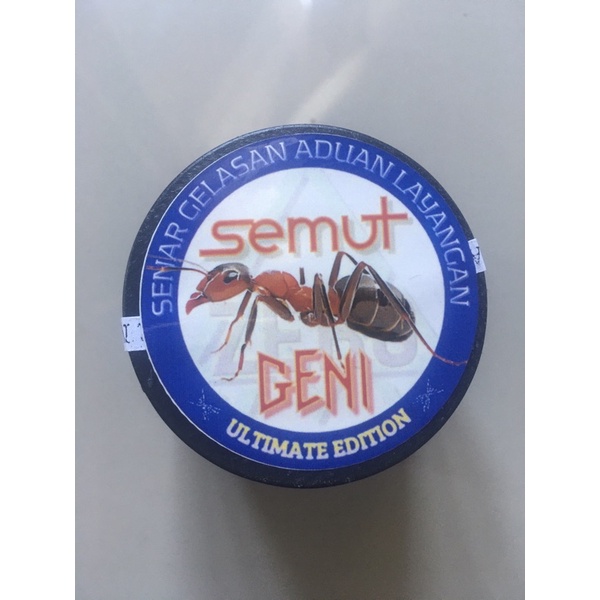 SENAR GELASAN ADUAN LAYANGAN
semut
GENI
ULTIMATE EDITION